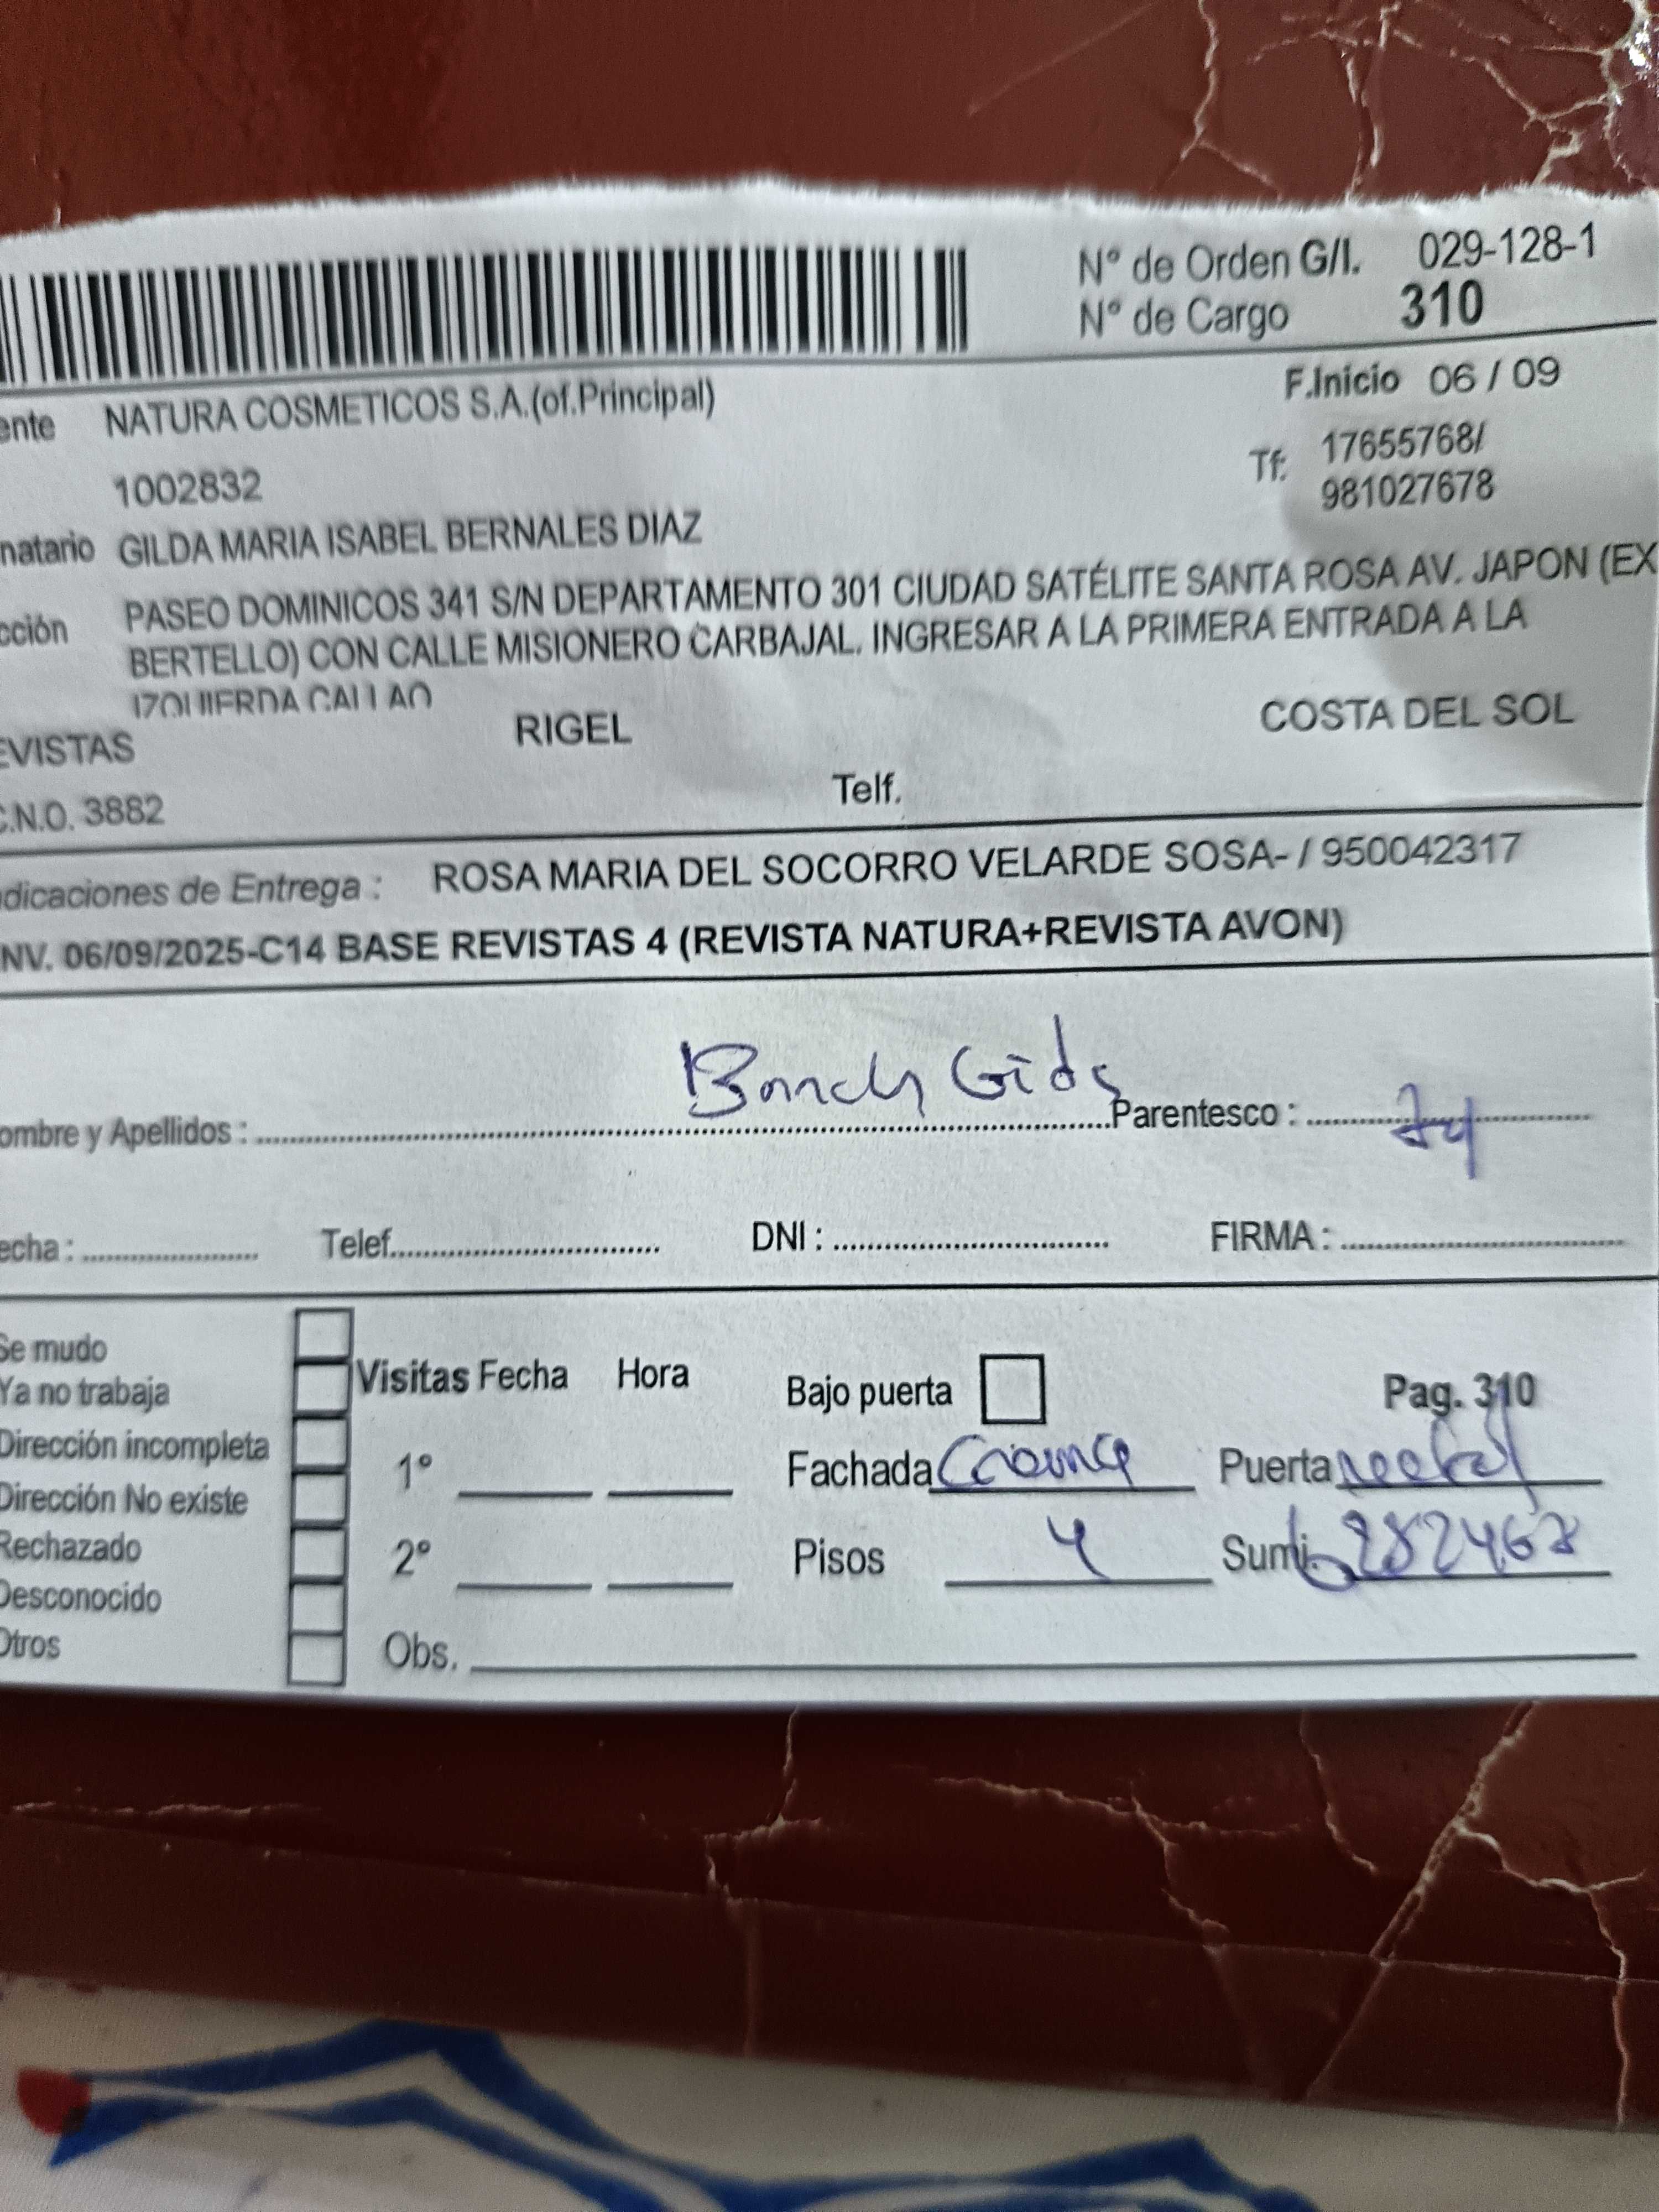 N° de Orden G/I. 029-128-1
N° de Cargo 310
F.Inicio 06 / 09
ente NATURA COSMETICOS S.A.(of.Principal)
Tf: 17655768/
981027678
1002832
natario GILDA MARIA ISABEL BERNALES DIAZ
cción PASEO DOMINICOS 341 S/N DEPARTAMENTO 301 CIUDAD SATÉLITE SANTA ROSA AV. JAPON (EX
BERTELLO) CON CALLE MISIONERO CARBAJAL. INGRESAR A LA PRIMERA ENTRADA A LA
IZQUIERDA CALLAO
EVISTAS RIGEL COSTA DEL SOL
C.N.O. 3882 Telf.
ndicaciones de Entrega : ROSA MARIA DEL SOCORRO VELARDE SOSA- / 950042317
NV. 06/09/2025-C14 BASE REVISTAS 4 (REVISTA NATURA+REVISTA AVON)
ombre y Apellidos : Parentesco :
echa : Telef. DNI : FIRMA :
Se mudo
Ya no trabaja
Dirección incompleta
Dirección No existe
Rechazado
Desconocido
Otros
Visitas Fecha Hora
1°
2°
Obs.
Bajo puerta Pag. 310
Fachada Puerta
Pisos 4 Sumi.